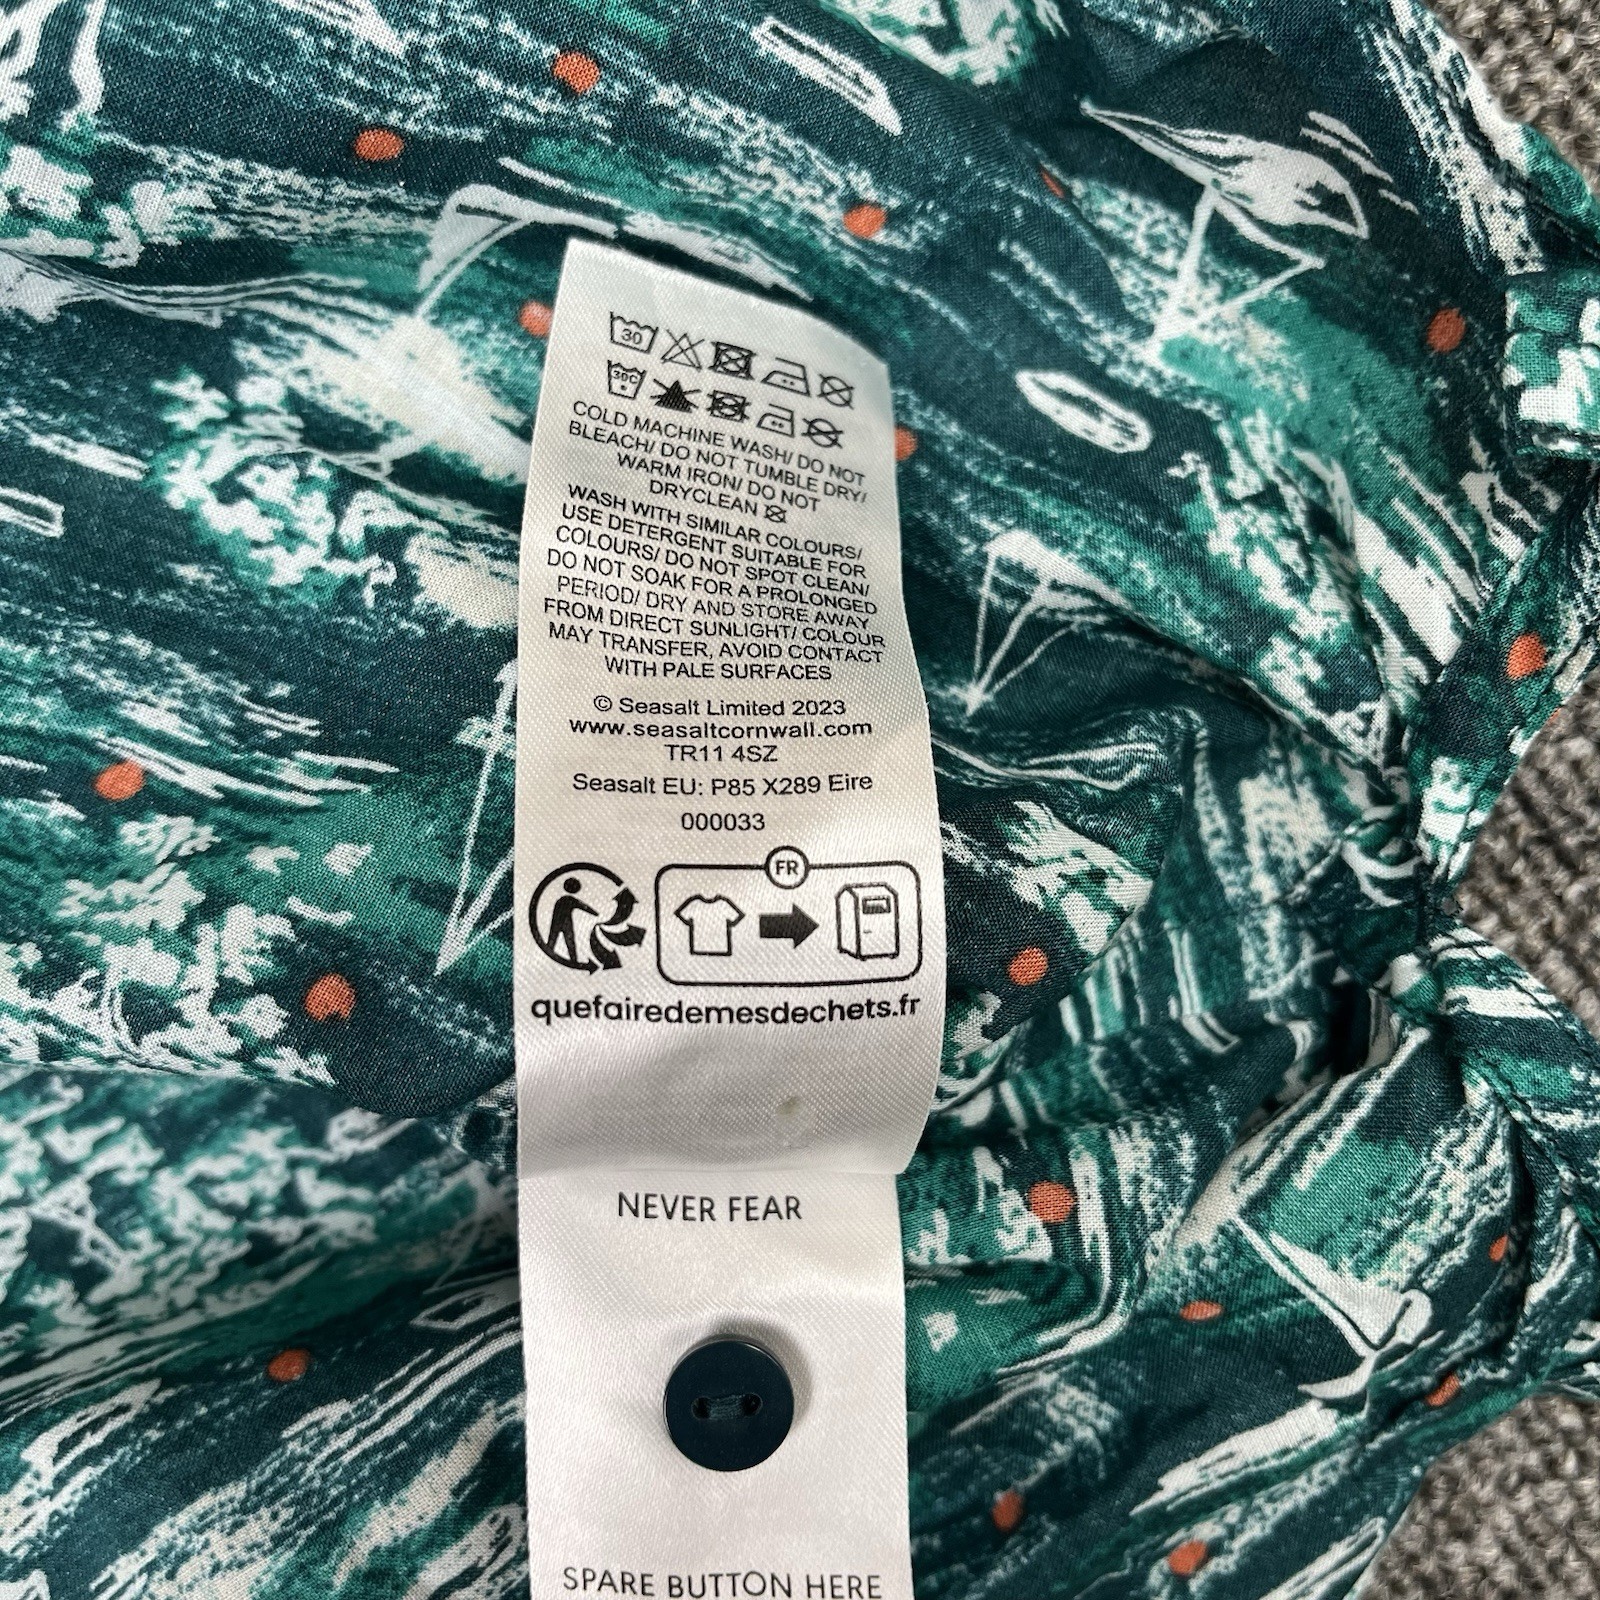 30
30C
COLD MACHINE WASH/ DO NOT
BLEACH/ DO NOT TUMBLE DRY/
WARM IRON/ DO NOT
DRYCLEAN
WASH WITH SIMILAR COLOURS/
USE DETERGENT SUITABLE FOR
COLOURS/ DO NOT SPOT CLEAN/
DO NOT SOAK FOR A PROLONGED
PERIOD/ DRY AND STORE AWAY
FROM DIRECT SUNLIGHT/ COLOUR
MAY TRANSFER, AVOID CONTACT
WITH PALE SURFACES
© Seasalt Limited 2023
www.seasaltcornwall.com
TR11 4SZ
Seasalt EU: P85 X289 Eire
000033
FR
quefairedemesdechets.fr
NEVER FEAR
SPARE BUTTON HERE